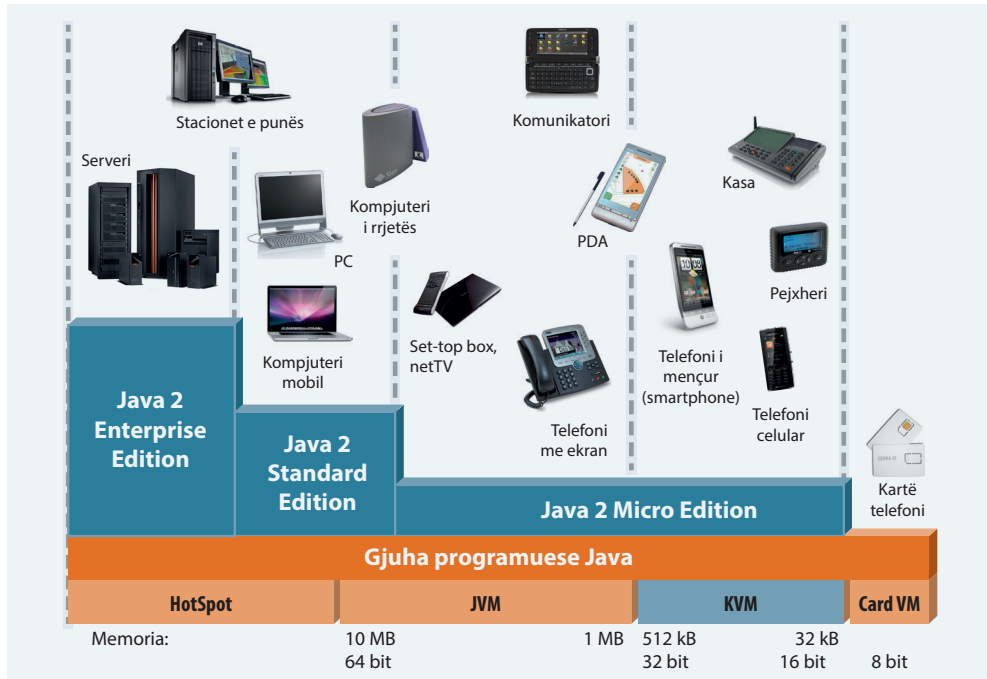 Stacionet e punës
Komunikatori
Serveri
Kasa
Kompjuteri
i rrjetës
PC
PDA
Pejxheri
Kompjuteri
mobil
Set-top box,
netTV
Telefoni i
mençur
(smartphone)
Telefoni
me ekran
Telefoni
celular
Java 2
Enterprise
Edition
Java 2
Standard
Edition
Java 2 Micro Edition
Kartë
telefoni
Gjuha programuese Java
HotSpot JVM KVM Card VM
Memoria: 10 MB 1 MB 512 kB 32 kB
64 bit 32 bit 16 bit 8 bit